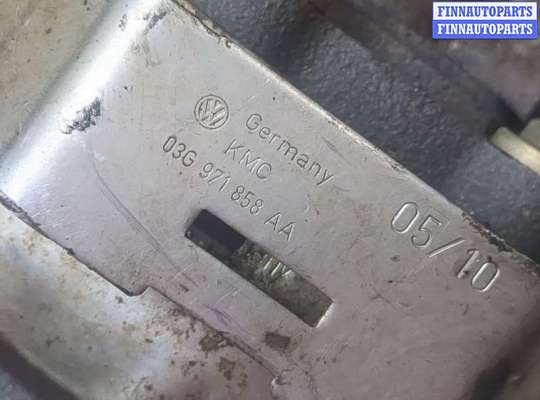 FINNAUTOPARTS
FINNAUTOPARTS
Germany
KMC
03G 971 858 AA
05/10